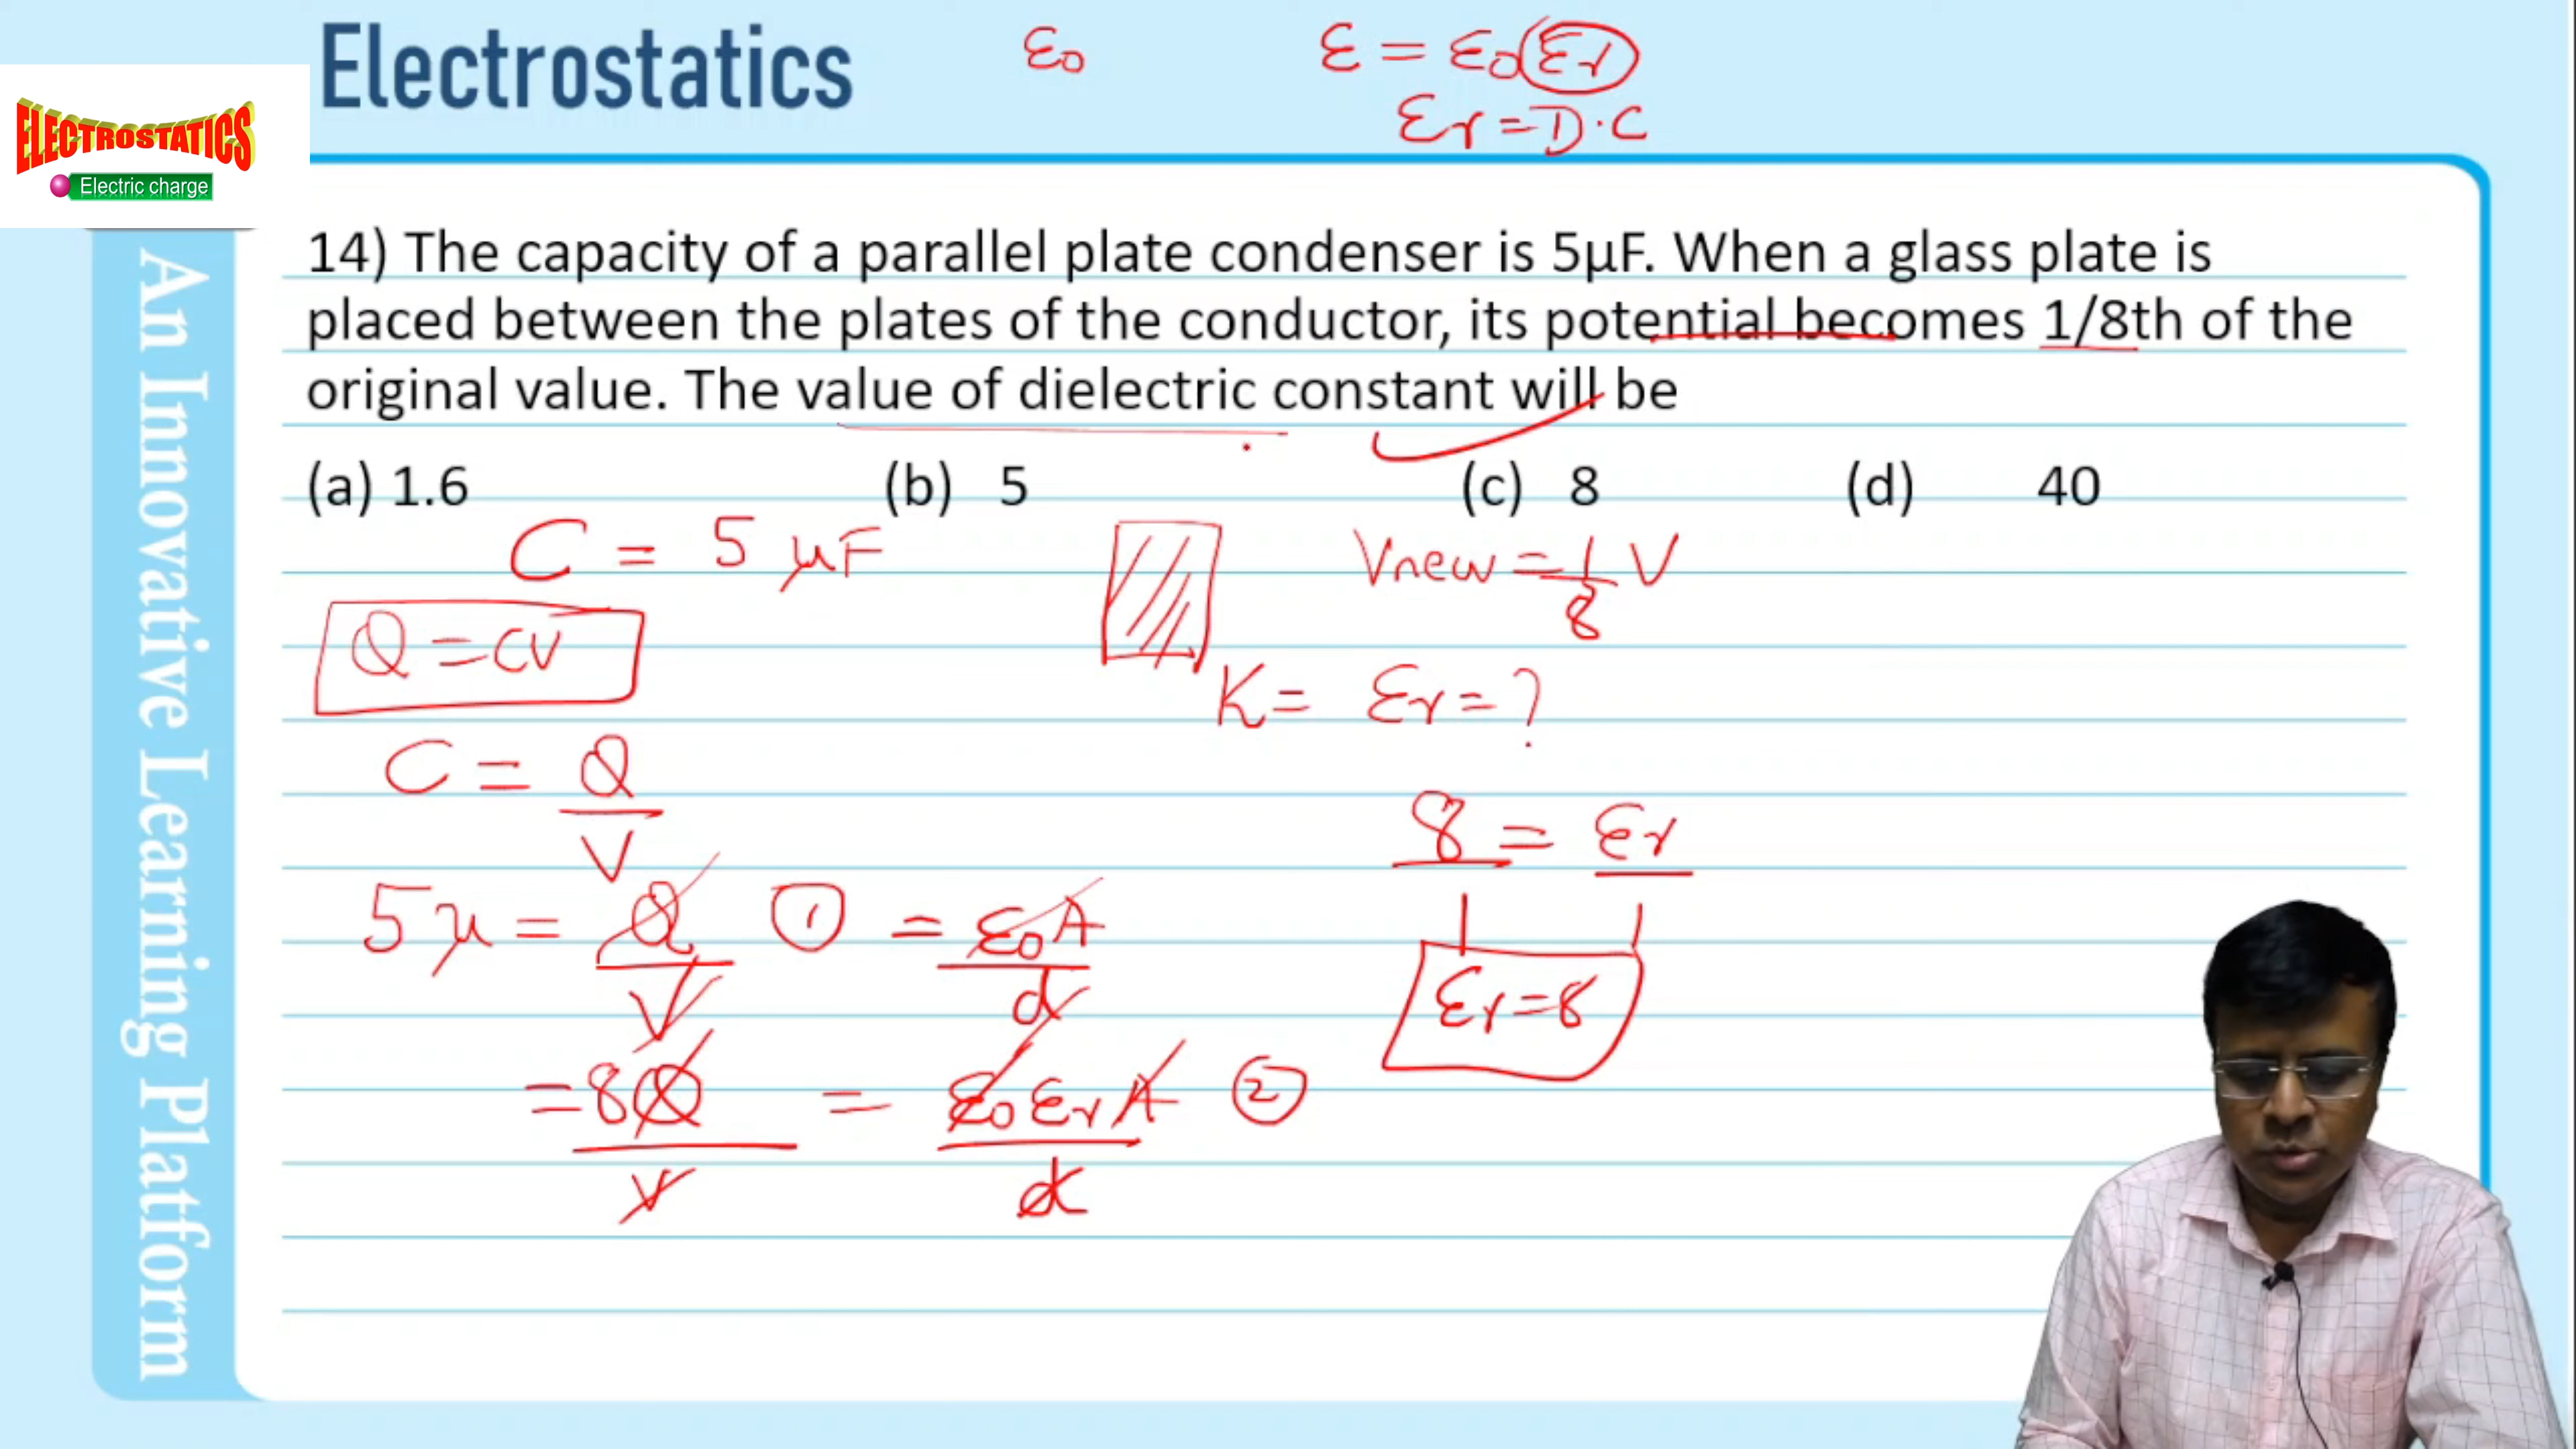 Electrostatics
ε0
ε = ε0 εr
εr = D.C
ELECTROSTATICS
Electric charge
An Innovative Learning Platform
14) The capacity of a parallel plate condenser is 5μF. When a glass plate is
placed between the plates of the conductor, its potential becomes 1/8th of the
original value. The value of dielectric constant will be
(a) 1.6 (b) 5 (c) 8 (d) 40
C = 5 μF
Vnew = 1/8 V
Q = CV
K = εr = ?
C = Q/V
8 = εr
5μ = Q/V ① = ε0A/d
εr = 8
= 8Q/V = ε0εrA/d ②